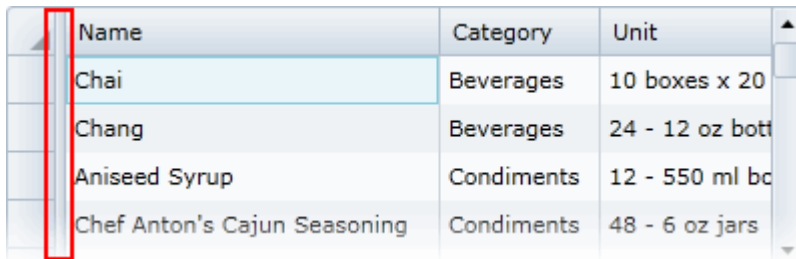 Name Category Unit
Chai Beverages 10 boxes x 20
Chang Beverages 24 - 12 oz bott
Aniseed Syrup Condiments 12 - 550 ml bo
Chef Anton's Cajun Seasoning Condiments 48 - 6 oz jars